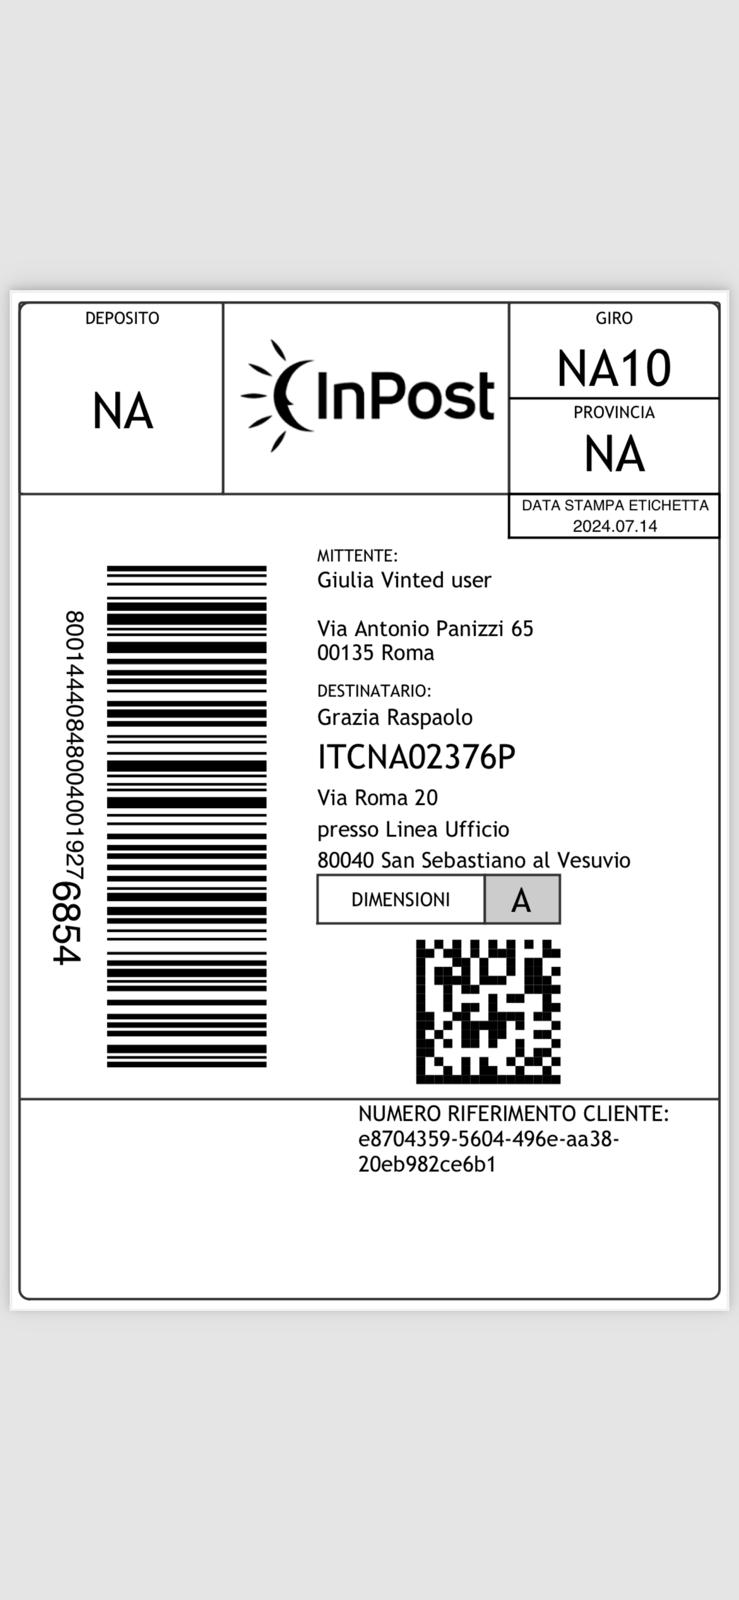 DEPOSITO
NA
InPost
GIRO
NA10
PROVINCIA
NA
DATA STAMPA ETICHETTA
2024.07.14
800144408480040019276854
MITTENTE:
Giulia Vinted user
Via Antonio Panizzi 65
00135 Roma
DESTINATARIO:
Grazia Raspaolo
ITCNA02376P
Via Roma 20
presso Linea Ufficio
80040 San Sebastiano al Vesuvio
DIMENSIONI A
NUMERO RIFERIMENTO CLIENTE:
e8704359-5604-496e-aa38-
20eb982ce6b1